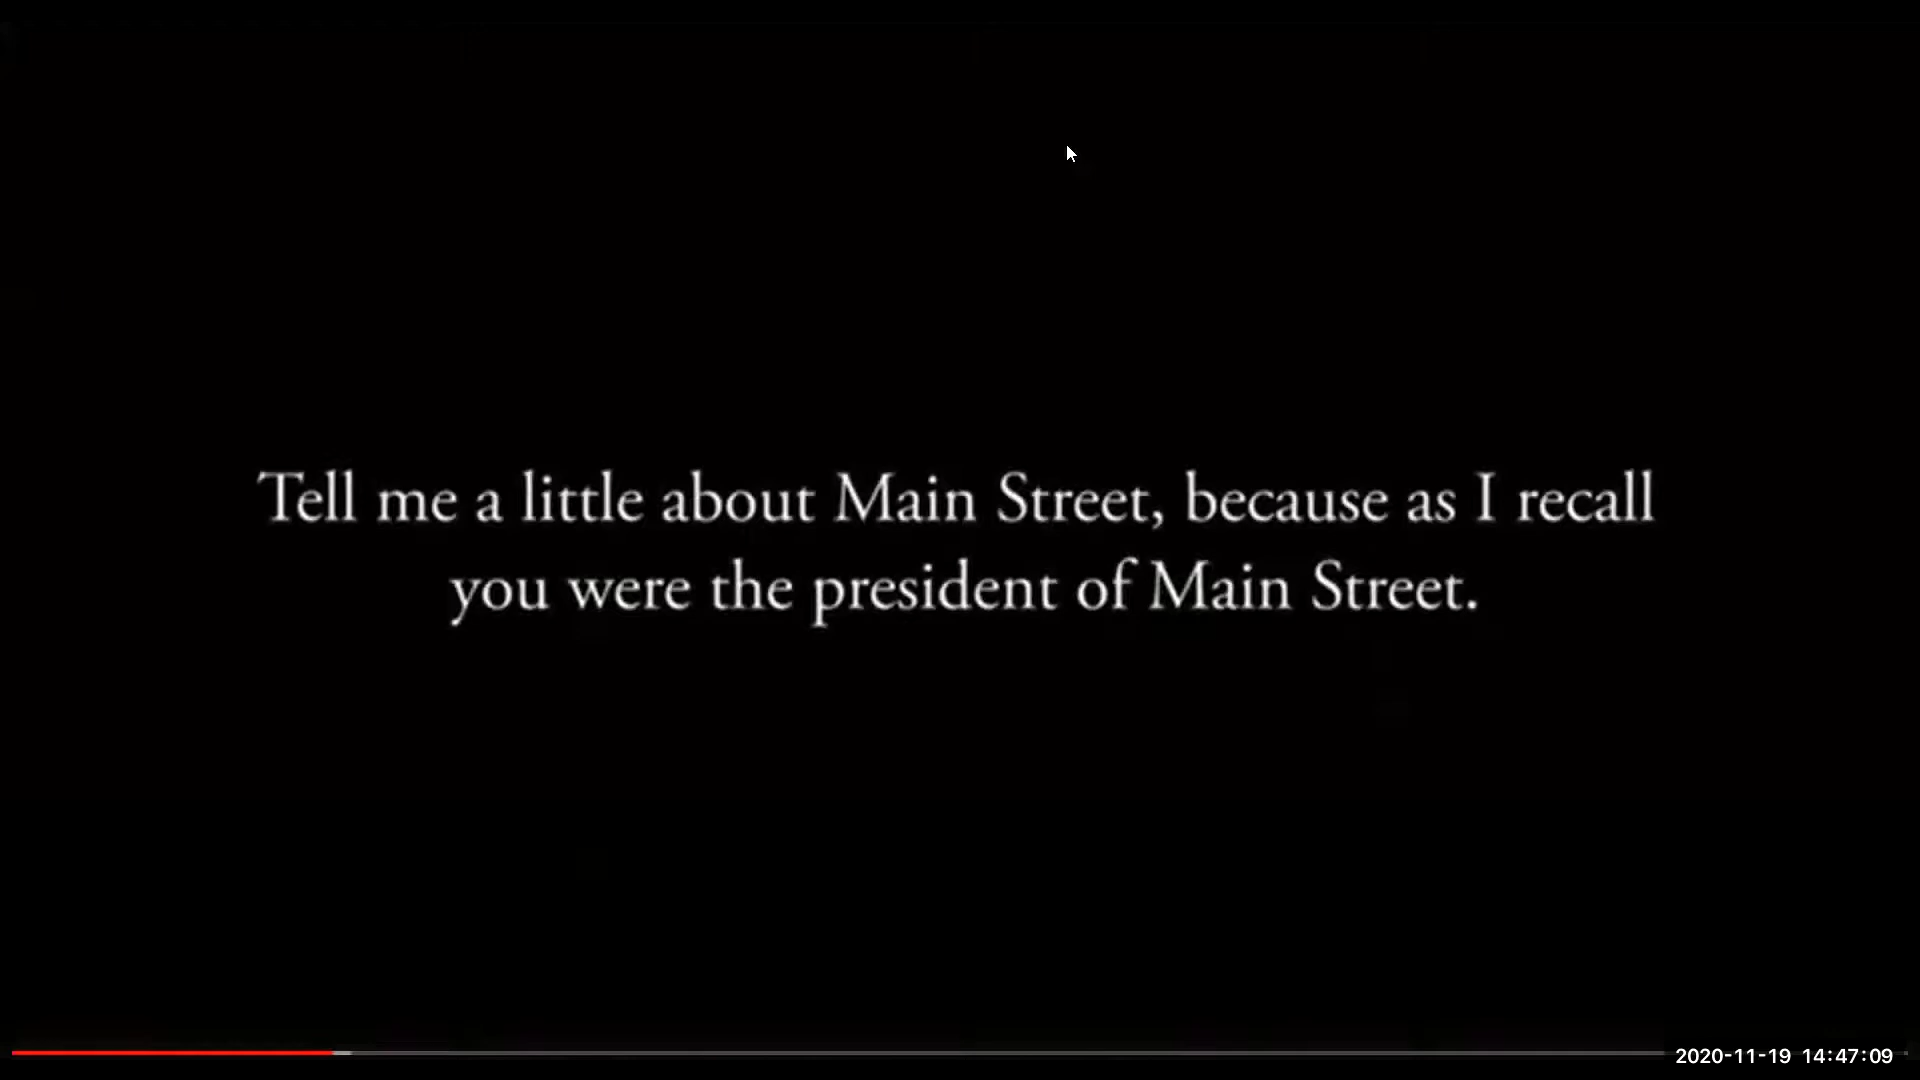 Tell me a little about Main Street, because as I recall
you were the president of Main Street.
2020-11-19 14:47:09